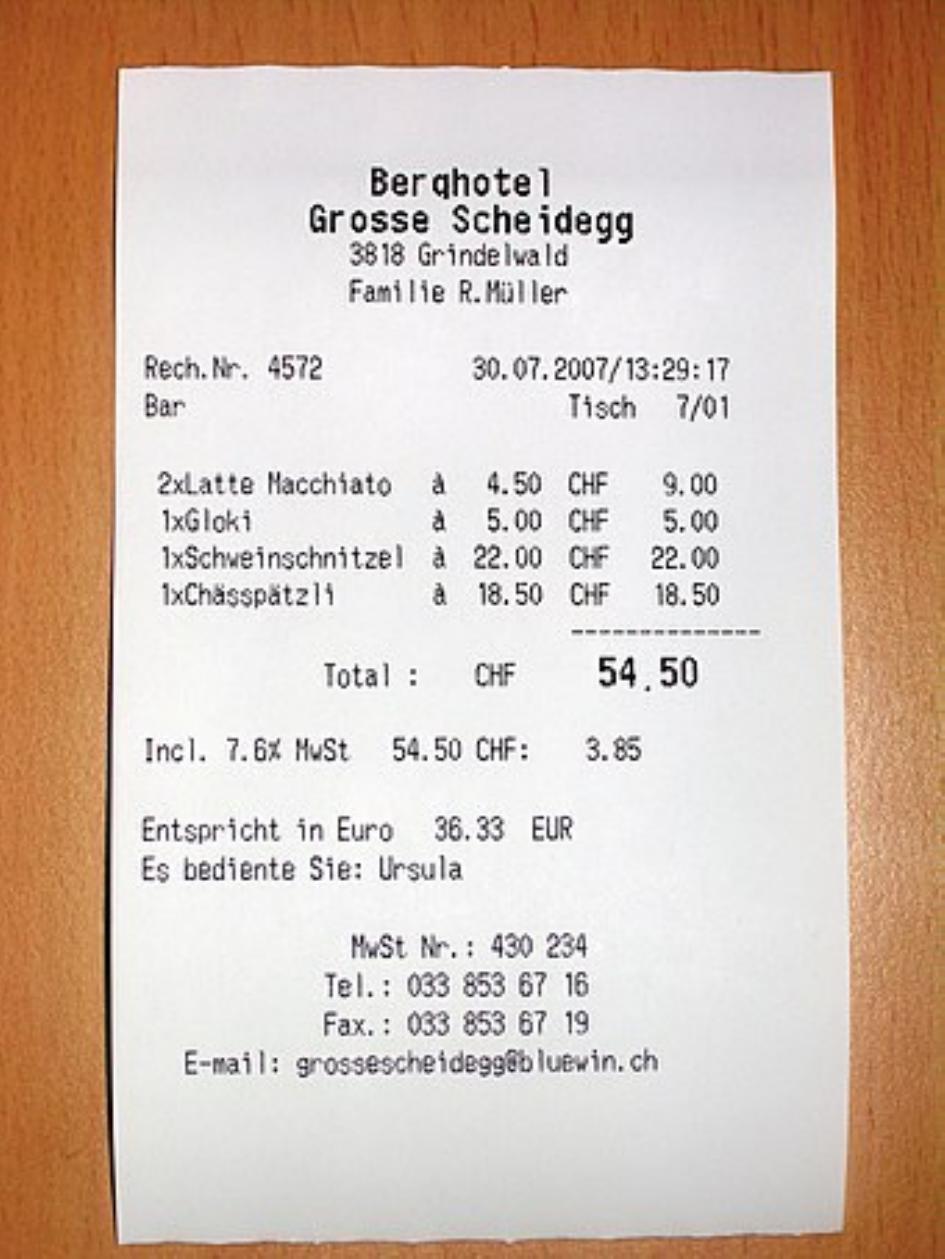 Berghotel
Grosse Scheidegg
3818 Grindelwald
Familie R.Müller
Rech.Nr. 4572 30.07.2007/13:29:17
Bar Tisch 7/01
2xLatte Macchiato à 4.50 CHF 9.00
1xGloki à 5.00 CHF 5.00
1xSchweinschnitzel à 22.00 CHF 22.00
1xChässpätzli à 18.50 CHF 18.50
--------------
Total : CHF 54.50
Incl. 7.6% MwSt 54.50 CHF: 3.85
Entspricht in Euro 36.33 EUR
Es bediente Sie: Ursula
MwSt Nr.: 430 234
Tel.: 033 853 67 16
Fax.: 033 853 67 19
E-mail: grossescheidegg@bluewin.ch